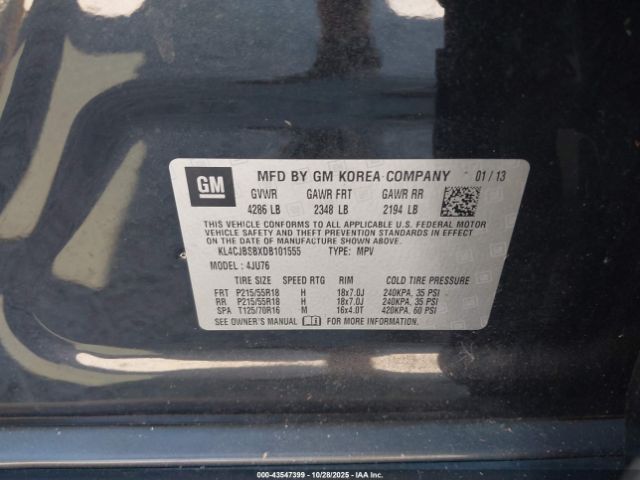 GM
MFD BY GM KOREA COMPANY 01/13
GVWR GAWR FRT GAWR RR
4286 LB 2348 LB 2194 LB
THIS VEHICLE CONFORMS TO ALL APPLICABLE U.S. FEDERAL MOTOR
VEHICLE SAFETY AND THEFT PREVENTION STANDARDS IN EFFECT ON
THE DATE OF MANUFACTURE SHOWN ABOVE.
KL4CJBSBXDB101555 TYPE: MPV
MODEL : 4JU76
TIRE SIZE SPEED RTG RIM COLD TIRE PRESSURE
FRT P215/55R18 H 18x7.0J 240KPA, 35 PSI
RR P215/55R18 H 18x7.0J 240KPA, 35 PSI
SPA T125/70R16 M 16x4.0T 420KPA, 60 PSI
SEE OWNER'S MANUAL FOR MORE INFORMATION.
000-43547399 10/28/2025 IAA Inc.